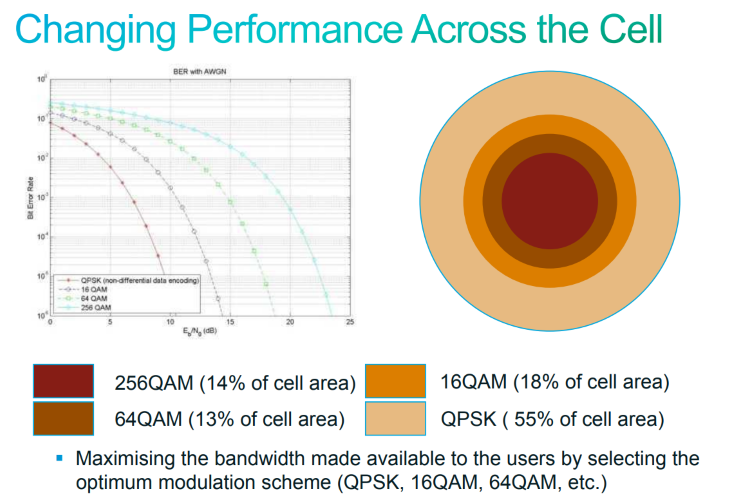 Changing Performance Across the Cell
BER with AWGN
Bit Error Rate
10⁰
10⁻¹
10⁻²
10⁻³
10⁻⁴
10⁻⁵
10⁻⁶
QPSK (non-differential data encoding)
16 QAM
64 QAM
256 QAM
0 5 10 15 20 25
E_b/N_0 (dB)
256QAM (14% of cell area)
16QAM (18% of cell area)
64QAM (13% of cell area)
QPSK ( 55% of cell area)
▪ Maximising the bandwidth made available to the users by selecting the
optimum modulation scheme (QPSK, 16QAM, 64QAM, etc.)